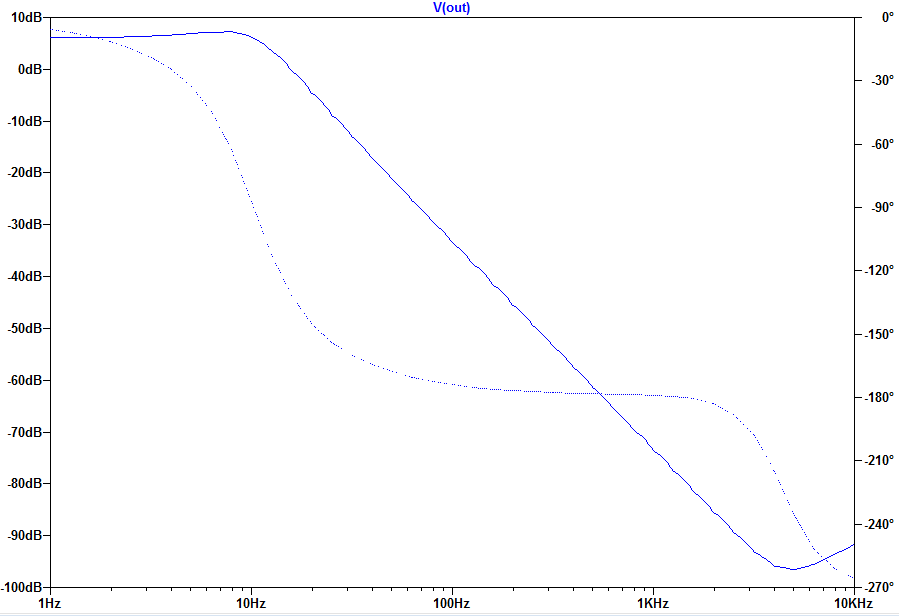 V(out)
10dB
0dB
-10dB
-20dB
-30dB
-40dB
-50dB
-60dB
-70dB
-80dB
-90dB
-100dB
0°
-30°
-60°
-90°
-120°
-150°
-180°
-210°
-240°
-270°
1Hz
10Hz
100Hz
1KHz
10KHz